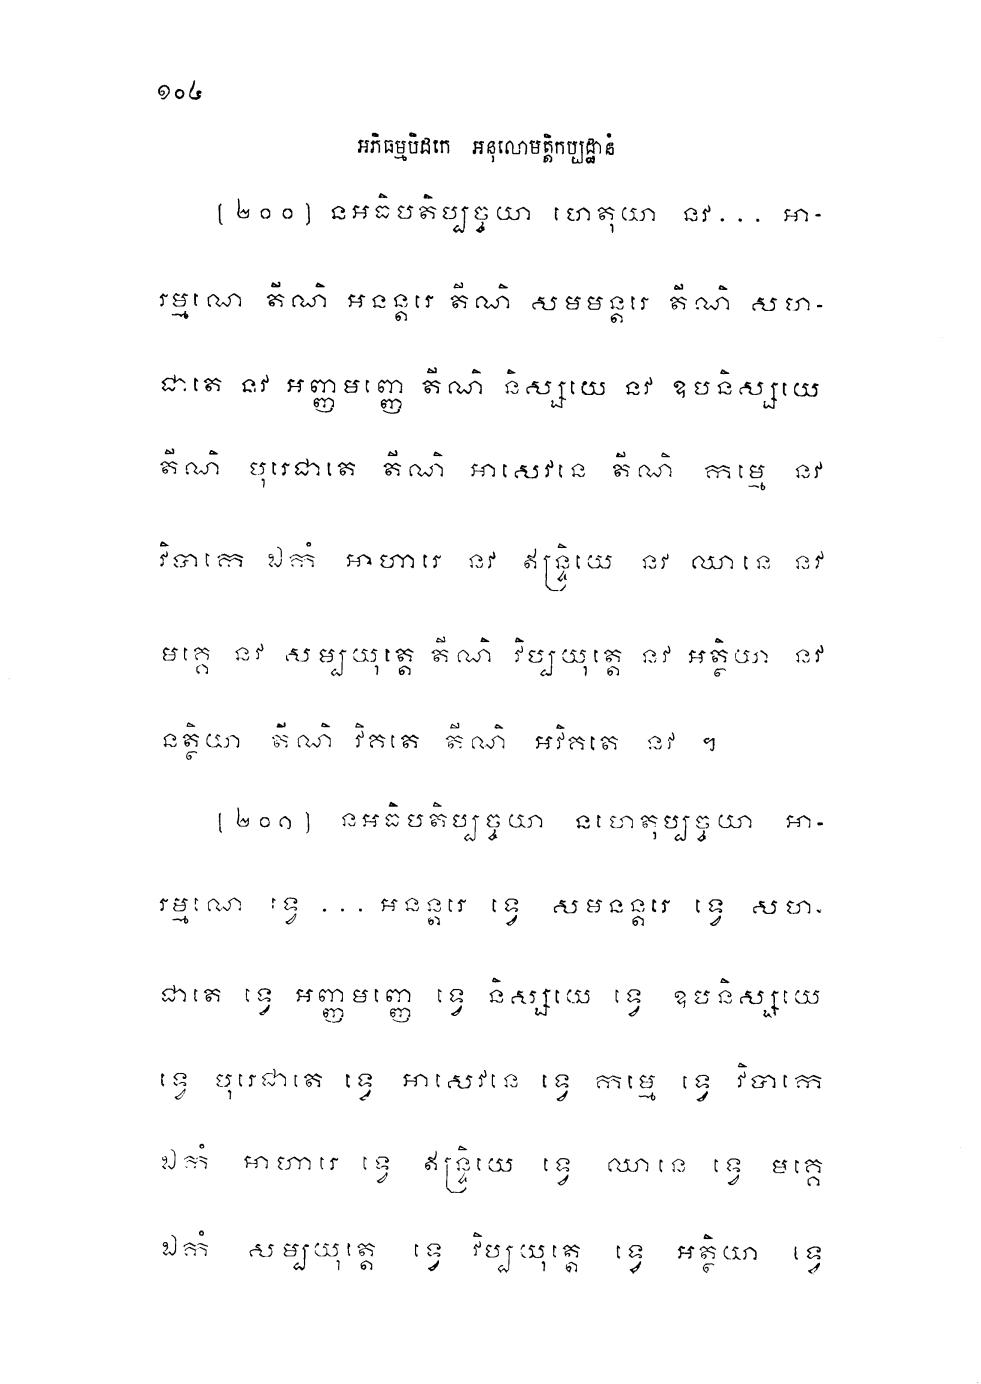 ១០៤
អភិធម្មបិដកេ អនុលោមត្តិកប្បដ្ឋានំ
(២០០) នអធិបតិប្បច្ចយា ហេតុយា នវ... អា-
រម្មណេ តីណិ អនន្តរេ តីណិ សមមន្តរេ តីណិ សហ-
ជាតេ នវ អញ្ញមញ្ញេ តីណិ និស្សយេ នវ ឧបនិស្សយេ
តីណិ បុរេជាតេ តីណិ អាសេវនេ តីណិ កម្មេ នវ
វិបាកេ ឯកំ អាហារេ នវ ឥន្ទ្រិយេ នវ ឈានេ នវ
មគ្គេ នវ សម្បយុត្តេ តីណិ វិប្បយុត្តេ នវ អត្ថិយា នវ
នត្ថិយា តីណិ វិគតេ តីណិ អវិគតេ នវ ។
(២០១) នអធិបតិប្បច្ចយា នហេតុប្បច្ចយា អា-
រម្មណេ ទ្វេ ... អនន្តរេ ទ្វេ សមនន្តរេ ទ្វេ សហ-
ជាតេ ទ្វេ អញ្ញមញ្ញេ ទ្វេ និស្សយេ ទ្វេ ឧបនិស្សយេ
ទ្វេ បុរេជាតេ ទ្វេ អាសេវនេ ទ្វេ កម្មេ ទ្វេ វិបាកេ
ឯកំ អាហារេ ទ្វេ ឥន្ទ្រិយេ ទ្វេ ឈានេ ទ្វេ មគ្គេ
ឯកំ សម្បយុត្តេ ទ្វេ វិប្បយុត្តេ ទ្វេ អត្ថិយា ទ្វេ